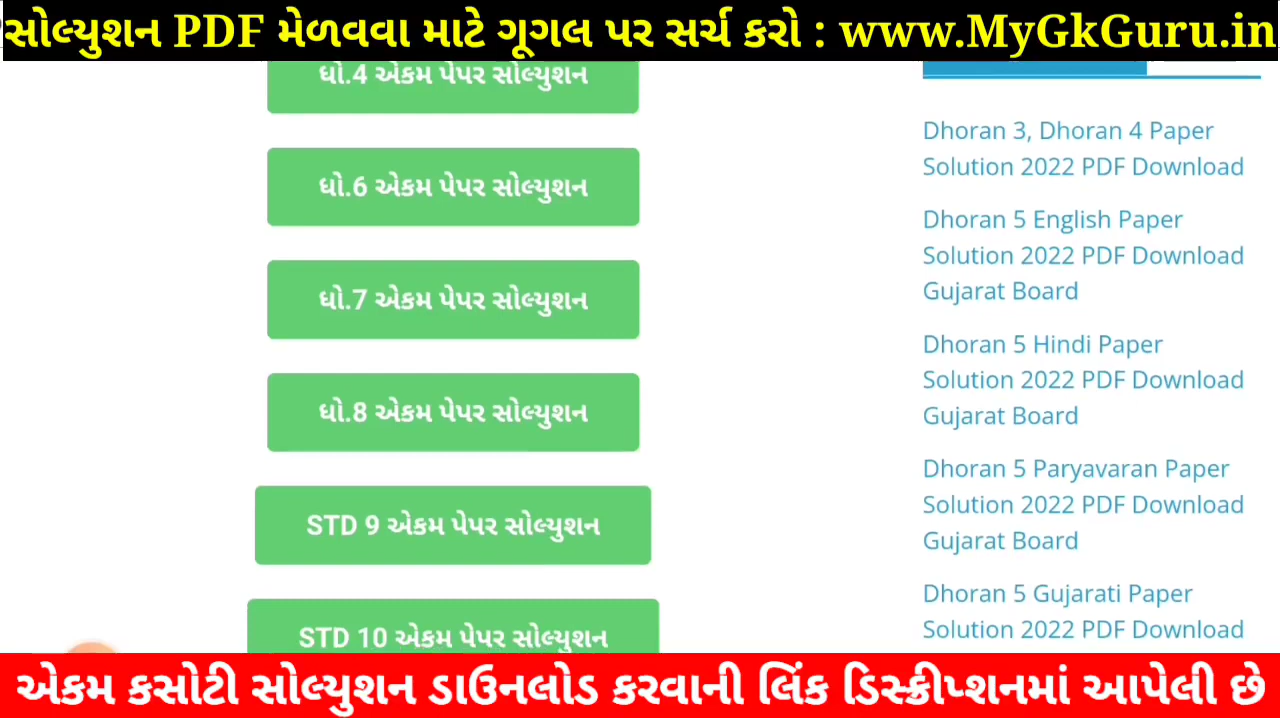 સોલ્યુશન PDF મેળવવા માટે ગૂગલ પર સર્ચ કરો : www.MyGkGuru.in
ધો.4 એકમ પેપર સોલ્યુશન
ધો.6 એકમ પેપર સોલ્યુશન
ધો.7 એકમ પેપર સોલ્યુશન
ધો.8 એકમ પેપર સોલ્યુશન
STD 9 એકમ પેપર સોલ્યુશન
STD 10 એકમ પેપર સોલ્યુશન
Dhoran 3, Dhoran 4 Paper
Solution 2022 PDF Download
Dhoran 5 English Paper
Solution 2022 PDF Download
Gujarat Board
Dhoran 5 Hindi Paper
Solution 2022 PDF Download
Gujarat Board
Dhoran 5 Paryavaran Paper
Solution 2022 PDF Download
Gujarat Board
Dhoran 5 Gujarati Paper
Solution 2022 PDF Download
એકમ કસોટી સોલ્યુશન ડાઉનલોડ કરવાની લિંક ડિસ્ક્રીપ્શનમાં આપેલી છે